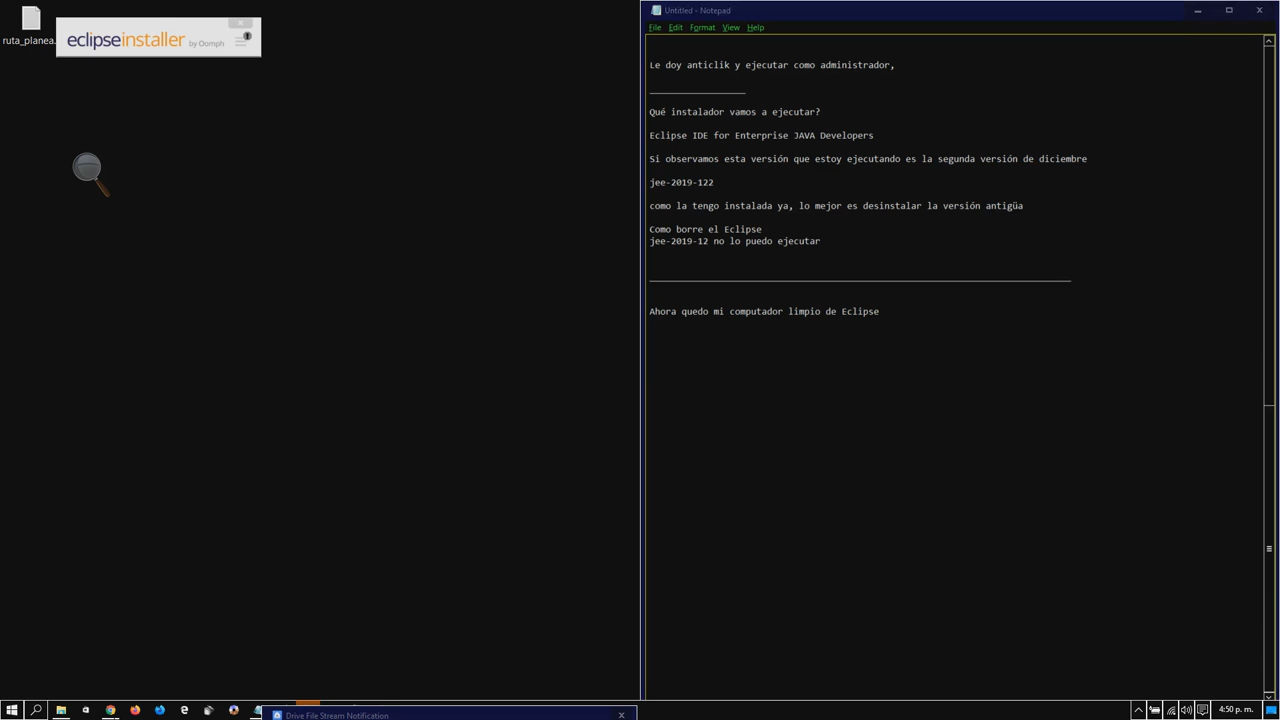 ruta_planea...
eclipseinstaller by Oomph
Untitled - Notepad
File Edit Format View Help
Le doy anticlik y ejecutar como administrador,
__________________
Qué instalador vamos a ejecutar?
Eclipse IDE for Enterprise JAVA Developers
Si observamos esta versión que estoy ejecutando es la segunda versión de diciembre
jee-2019-122
como la tengo instalada ya, lo mejor es desinstalar la versión antigüa
Como borre el Eclipse
jee-2019-12 no lo puedo ejecutar
_______________________________________________________________________________
Ahora quedo mi computador limpio de Eclipse
Drive File Stream Notification
4:50 p. m.